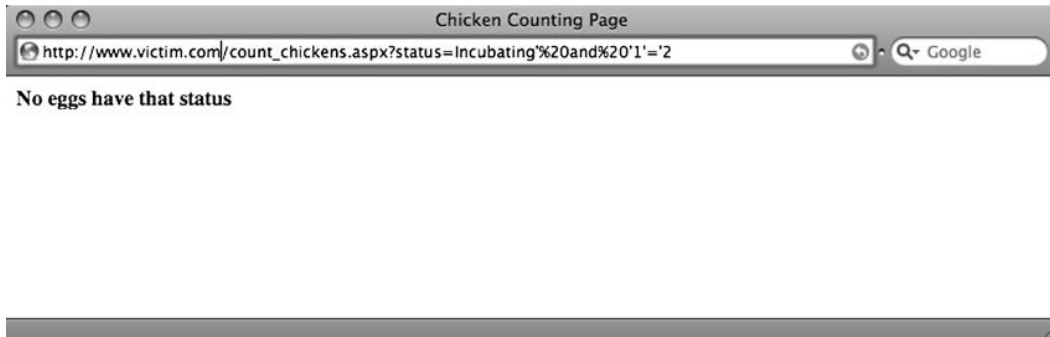 Chicken Counting Page
http://www.victim.com/count_chickens.aspx?status=Incubating'%20and%20'1'='2
Google
No eggs have that status